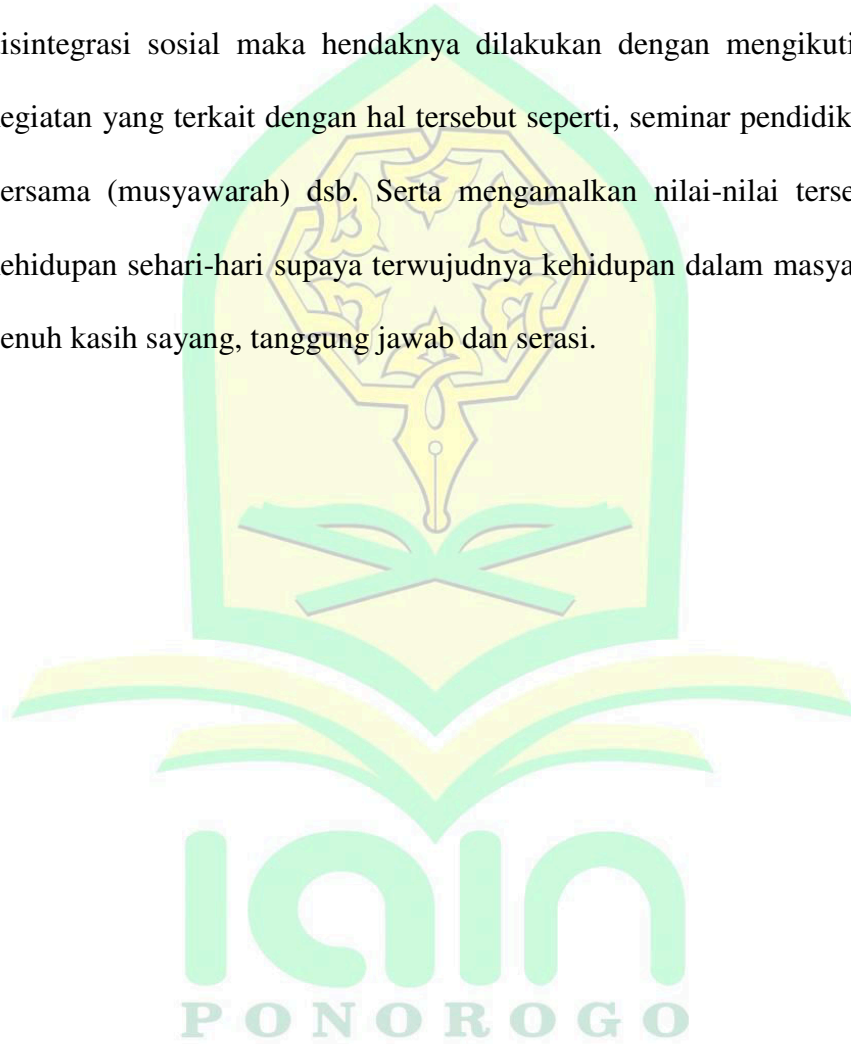 isintegrasi sosial maka hendaknya dilakukan dengan mengikuti
egiatan yang terkait dengan hal tersebut seperti, seminar pendidik
ersama (musyawarah) dsb. Serta mengamalkan nilai-nilai terse
ehidupan sehari-hari supaya terwujudnya kehidupan dalam masya
enuh kasih sayang, tanggung jawab dan serasi.
iain
PONOROGO